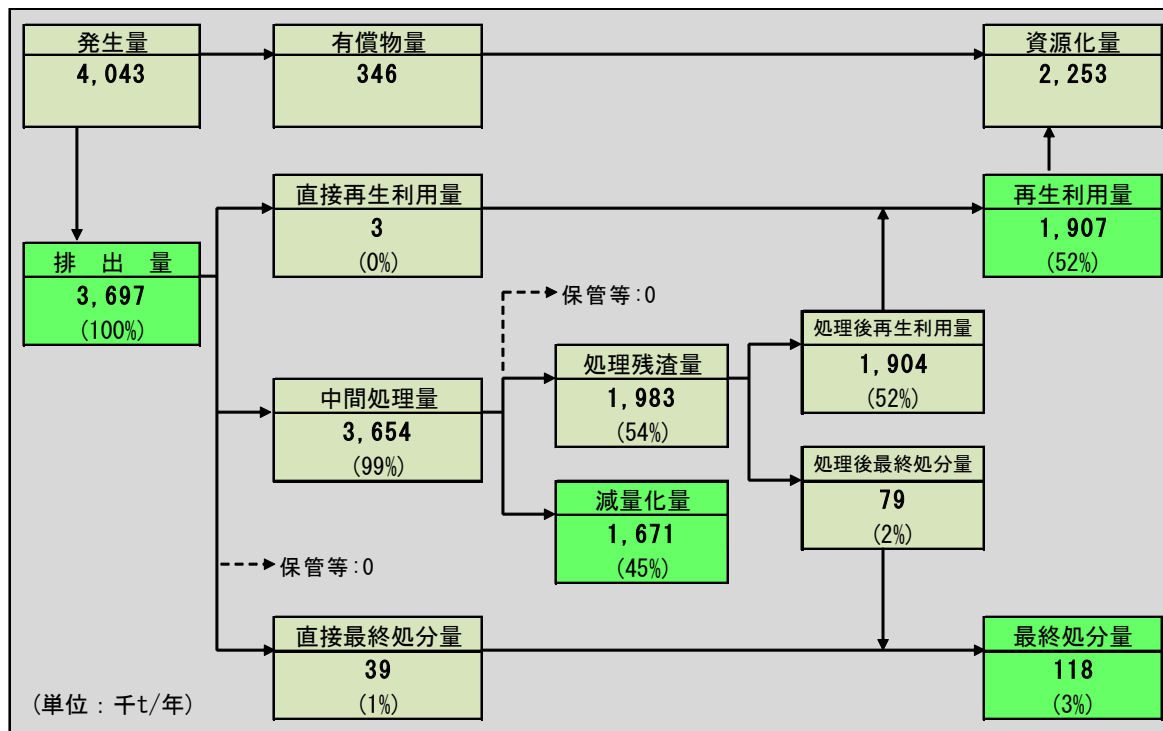 発生量
4,043
有償物量
346
資源化量
2,253
直接再生利用量
3
(0%)
再生利用量
1,907
(52%)
排 出 量
3,697
(100%)
保管等:0
処理後再生利用量
1,904
(52%)
処理残渣量
1,983
(54%)
中間処理量
3,654
(99%)
処理後最終処分量
79
(2%)
減量化量
1,671
(45%)
保管等:0
直接最終処分量
39
(1%)
最終処分量
118
(3%)
(単位:千t/年)